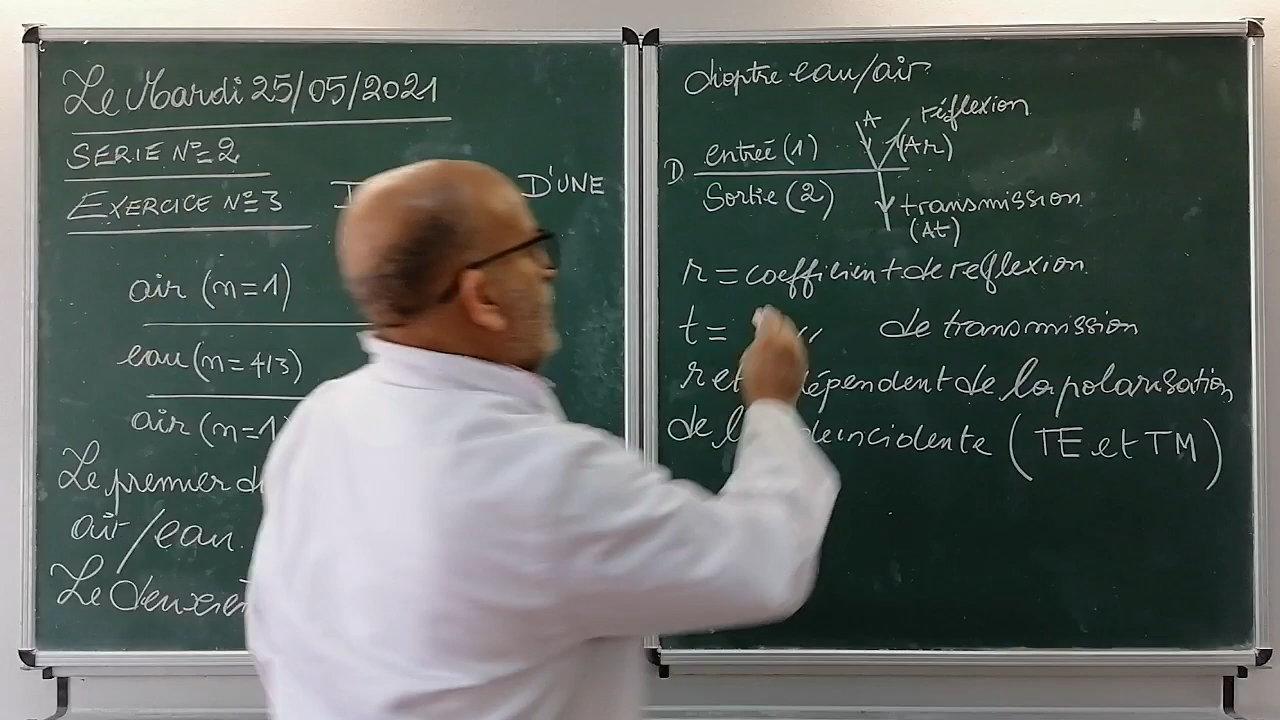 Le Mardi 25/05/2021
SERIE N°=2
EXERCICE N°=3 D'UNE
air (n=1)
eau (n=4/3)
air (n=1
Le premier
air/eau.
Le
dioptre eau/air
A réflexion
entrée (1) (Ar)
D
Sortie (2) transmission
(At)
r = coefficient de reflexion
t = de transmission
r et dépendent de la polarisation
de incidente (TE et TM)